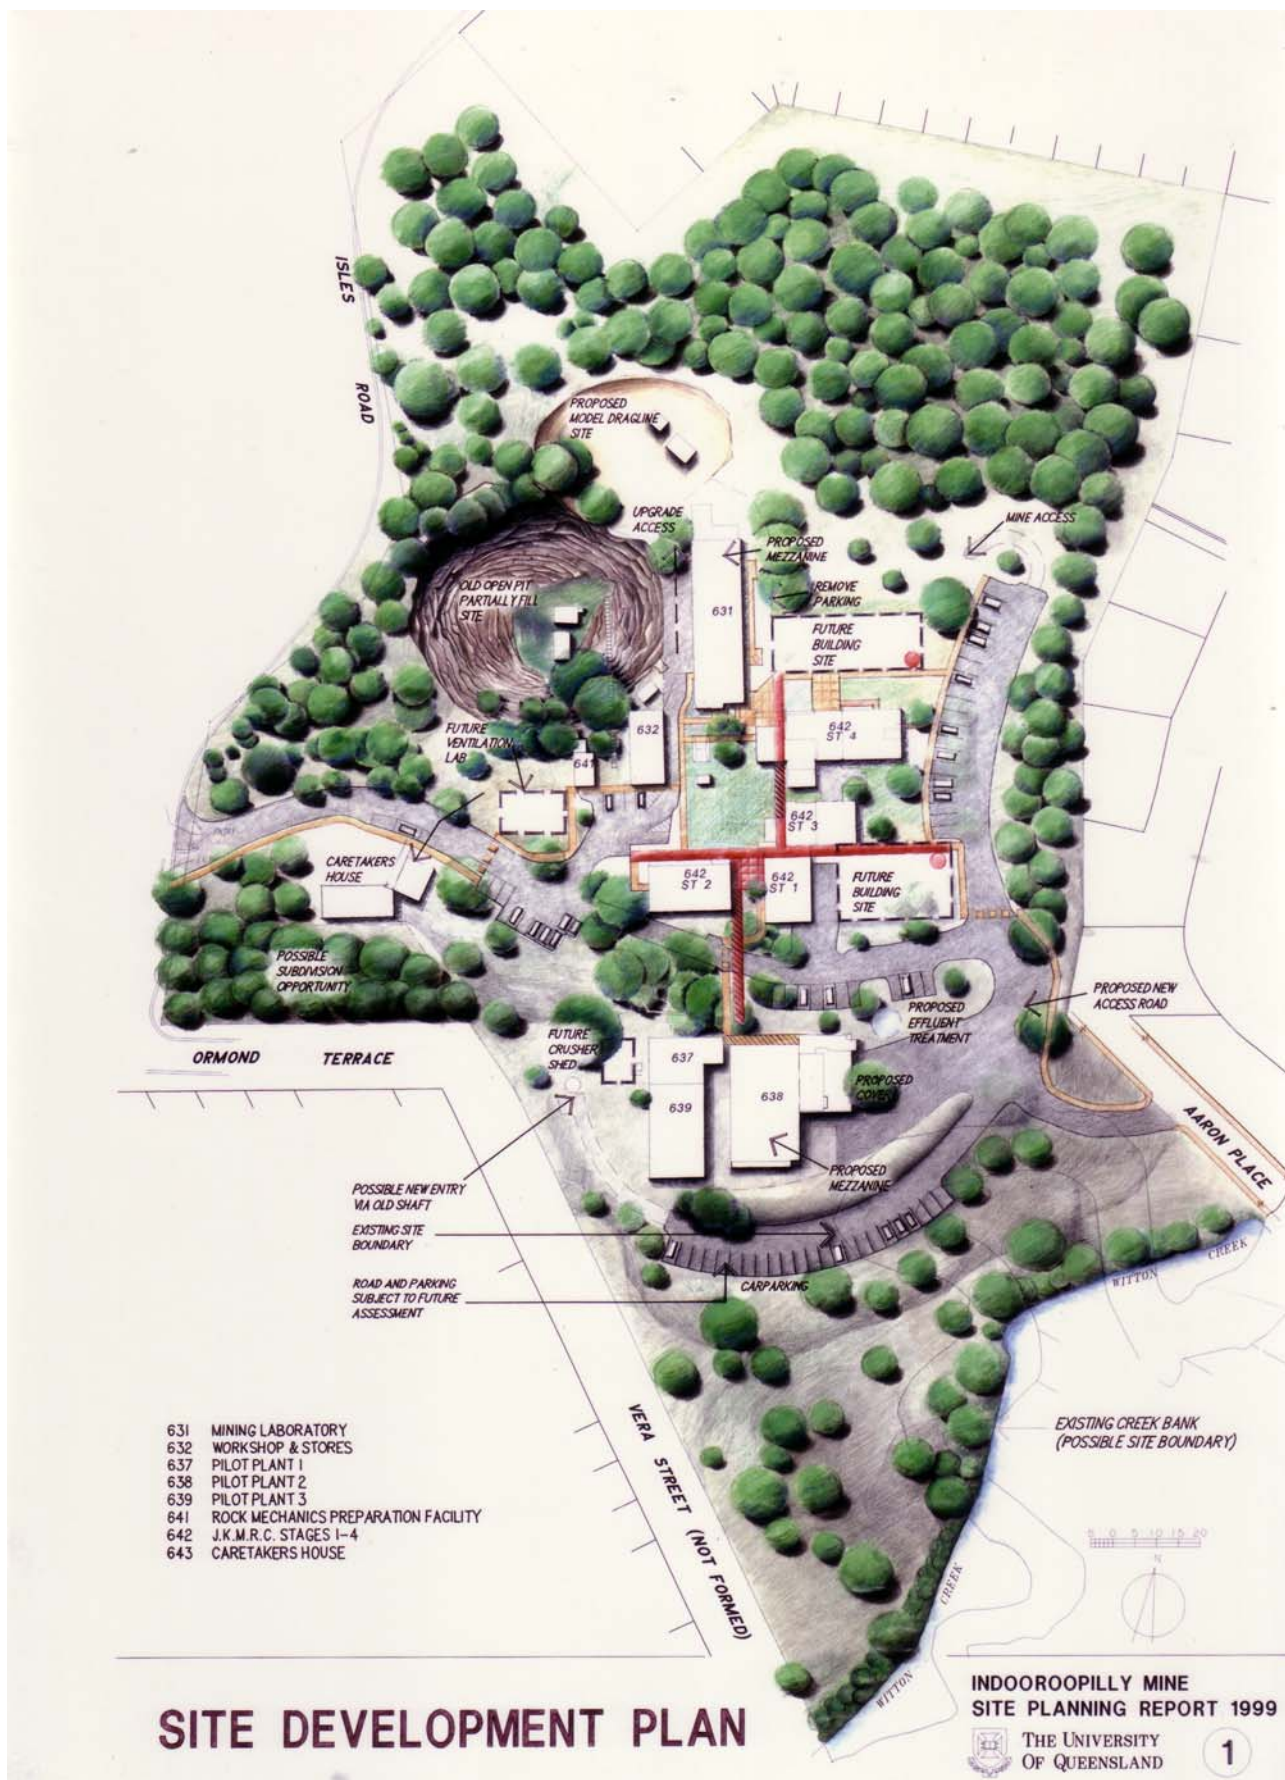 ISLES
ROAD
PROPOSED
MODEL DRAGLINE
SITE
UPGRADE
ACCESS
PROPOSED
MEZZANINE
MINE ACCESS
REMOVE
PARKING
OLD OPEN PIT
PARTIALLY FILL
SITE
631
FUTURE
BUILDING
SITE
FUTURE
VENTILATION
LAB
632
641
642
ST 4
642
ST 3
CARETAKERS
HOUSE
642
ST 2
642
ST 1
FUTURE
BUILDING
SITE
POSSIBLE
SUBDIVISION
OPPORTUNITY
PROPOSED NEW
ACCESS ROAD
PROPOSED
EFFLUENT
TREATMENT
ORMOND TERRACE
FUTURE
CRUSHER
SHED
637
639
638
PROPOSED
COVER
AARON PLACE
PROPOSED
MEZZANINE
POSSIBLE NEW ENTRY
VIA OLD SHAFT
EXISTING SITE
BOUNDARY
ROAD AND PARKING
SUBJECT TO FUTURE
ASSESSMENT
CARPARKING
WITTON CREEK
VERA STREET (NOT FORMED)
EXISTING CREEK BANK
(POSSIBLE SITE BOUNDARY)
631 MINING LABORATORY
632 WORKSHOP & STORES
637 PILOT PLANT 1
638 PILOT PLANT 2
639 PILOT PLANT 3
641 ROCK MECHANICS PREPARATION FACILITY
642 J.K.M.R.C. STAGES 1-4
643 CARETAKERS HOUSE
5 0 5 10 15 20
N
WITTON CREEK
SITE DEVELOPMENT PLAN
INDOOROOPILLY MINE
SITE PLANNING REPORT 1999
THE UNIVERSITY
OF QUEENSLAND
1